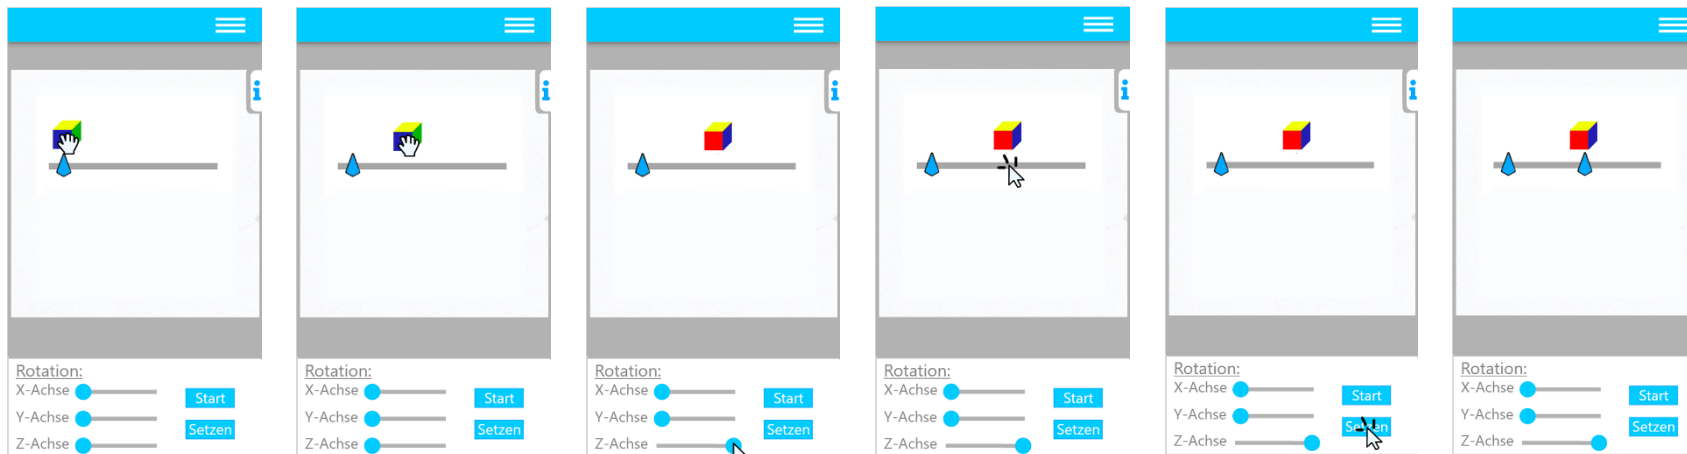 i
Rotation:
X-Achse
Y-Achse
Z-Achse
Start
Setzen
i
Rotation:
X-Achse
Y-Achse
Z-Achse
Start
Setzen
i
Rotation:
X-Achse
Y-Achse
Z-Achse
Start
Setzen
i
Rotation:
X-Achse
Y-Achse
Z-Achse
Start
Setzen
i
Rotation:
X-Achse
Y-Achse
Z-Achse
Start
Setzen
Rotation:
X-Achse
Y-Achse
Z-Achse
Start
Setzen